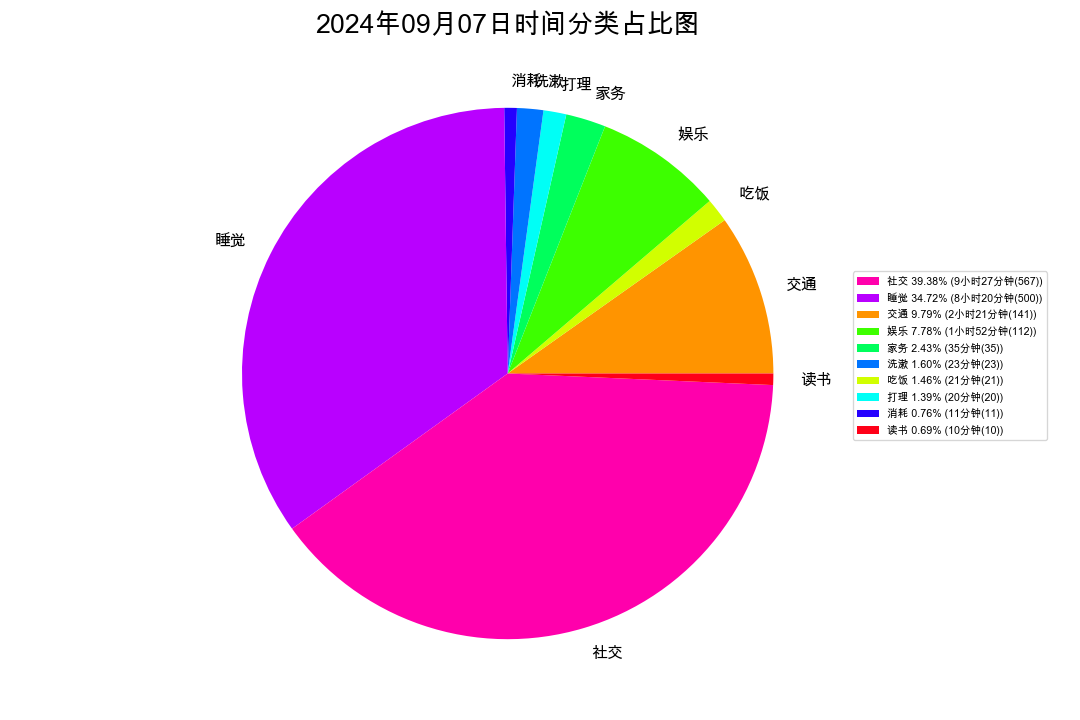 2024年09月07日时间分类占比图
消耗
洗漱
打理
家务
娱乐
吃饭
睡觉
交通
读书
社交
社交 39.38% (9小时27分钟(567))
睡觉 34.72% (8小时20分钟(500))
交通 9.79% (2小时21分钟(141))
娱乐 7.78% (1小时52分钟(112))
家务 2.43% (35分钟(35))
洗漱 1.60% (23分钟(23))
吃饭 1.46% (21分钟(21))
打理 1.39% (20分钟(20))
消耗 0.76% (11分钟(11))
读书 0.69% (10分钟(10))